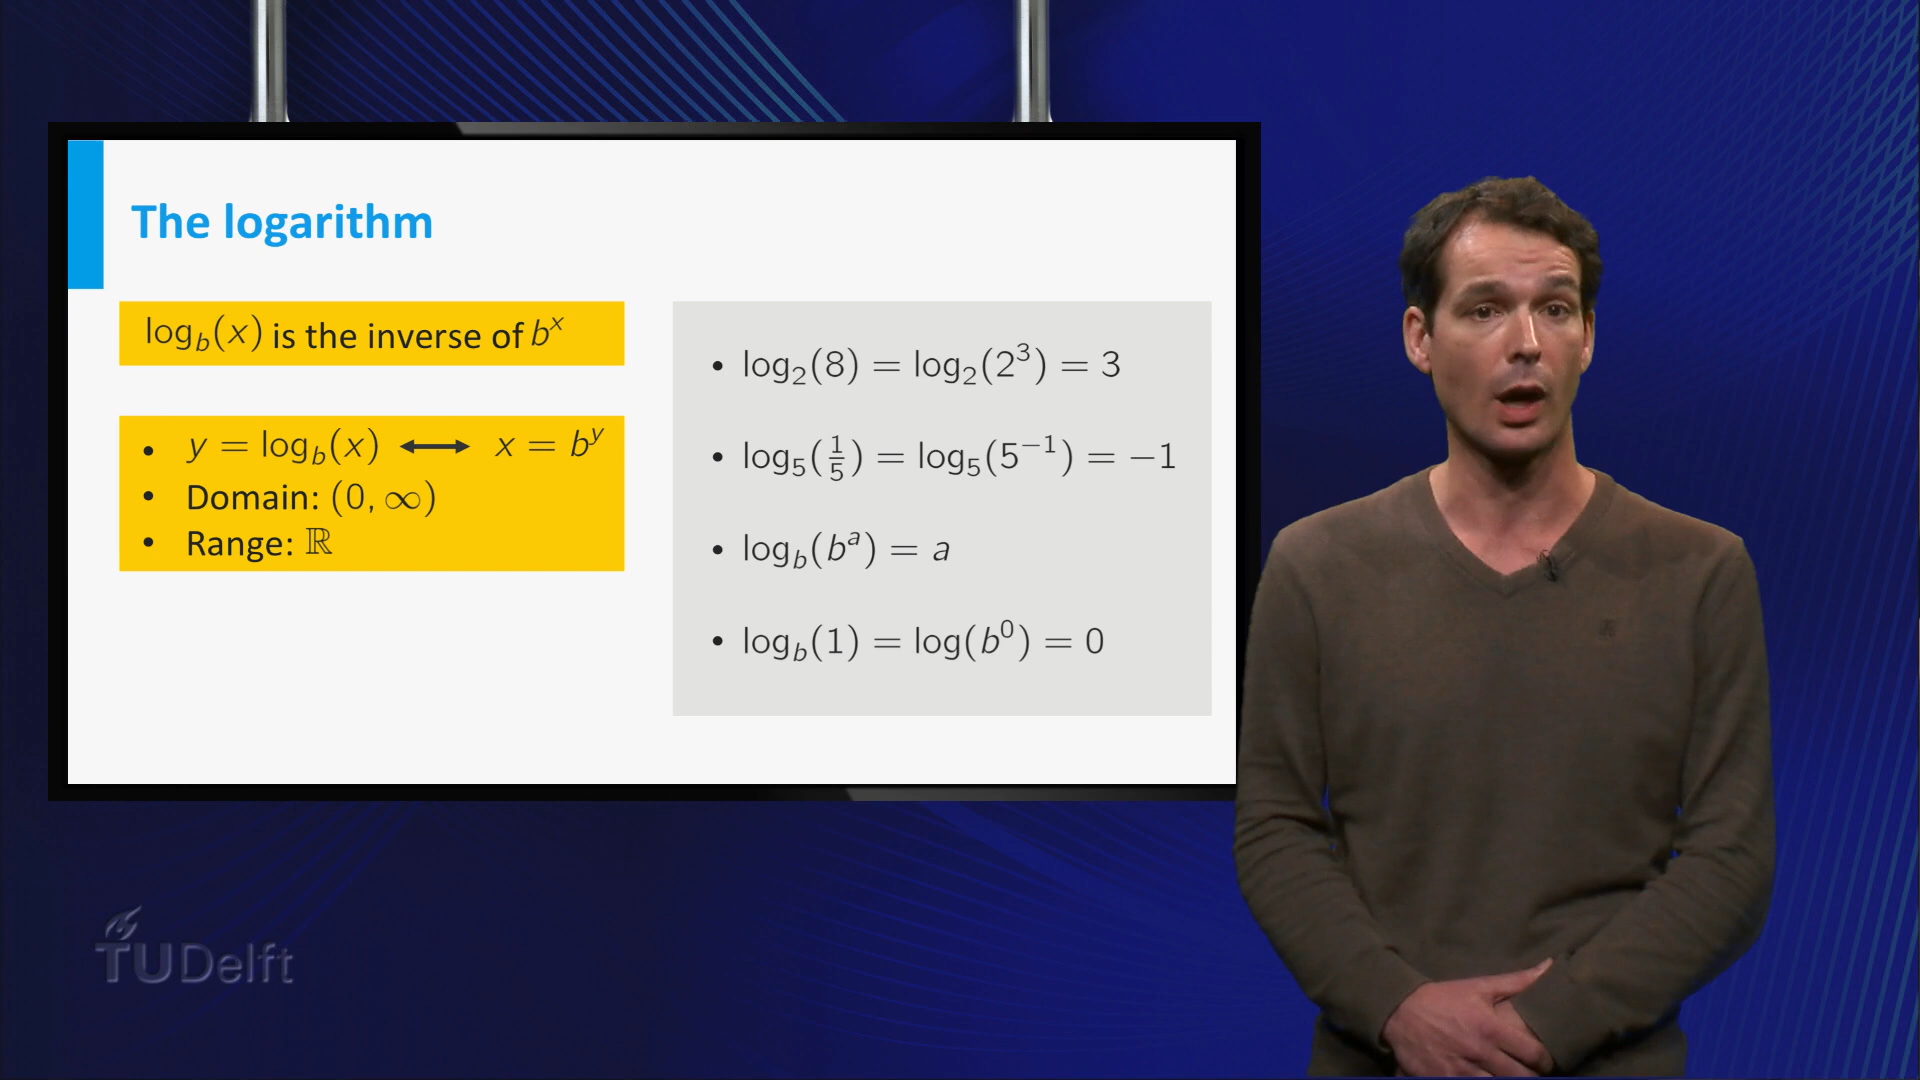 The logarithm
log_b(x) is the inverse of b^x
• y = log_b(x) ⟷ x = b^y
• Domain: (0, ∞)
• Range: ℝ
• log_2(8) = log_2(2^3) = 3
• log_5(1/5) = log_5(5^−1) = −1
• log_b(b^a) = a
• log_b(1) = log(b^0) = 0
TUDelft